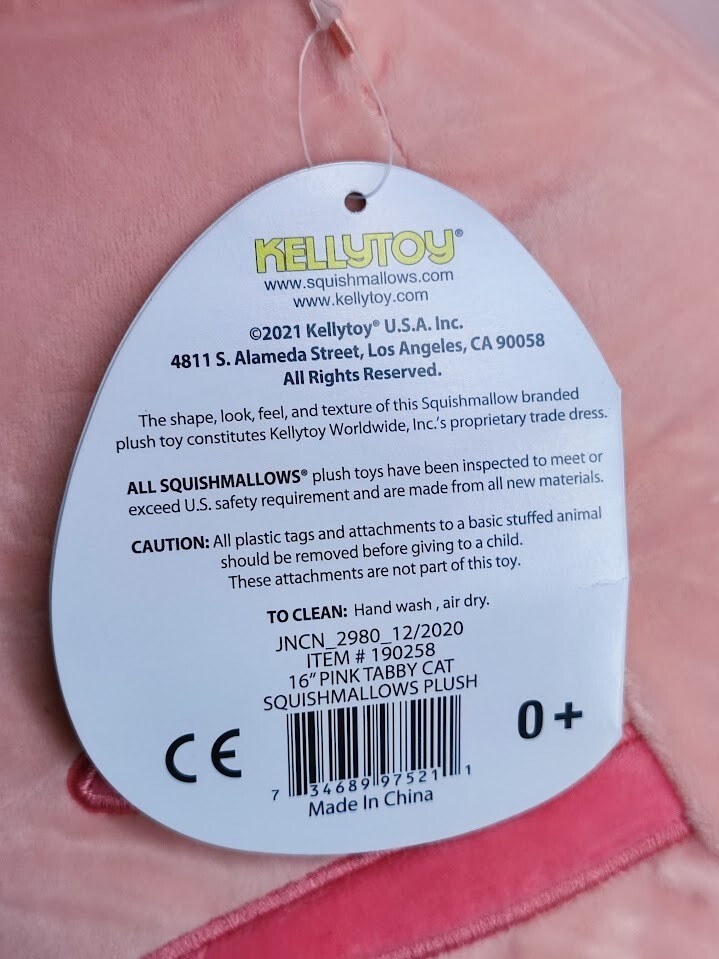 KELLYTOY®
www.squishmallows.com
www.kellytoy.com
©2021 Kellytoy® U.S.A. Inc.
4811 S. Alameda Street, Los Angeles, CA 90058
All Rights Reserved.
The shape, look, feel, and texture of this Squishmallow branded
plush toy constitutes Kellytoy Worldwide, Inc.'s proprietary trade dress.
ALL SQUISHMALLOWS® plush toys have been inspected to meet or
exceed U.S. safety requirement and are made from all new materials.
CAUTION: All plastic tags and attachments to a basic stuffed animal
should be removed before giving to a child.
These attachments are not part of this toy.
TO CLEAN: Hand wash , air dry.
JNCN_2980_12/2020
ITEM # 190258
16" PINK TABBY CAT
SQUISHMALLOWS PLUSH
CE
0+
7 34689 97521 1
Made In China